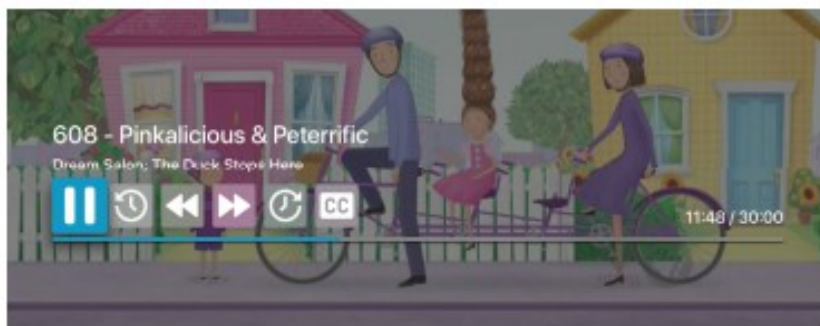 608 - Pinkalicious & Peterrific
Dream Salon; The Duck Stops Here
CC
11:48 / 30:00